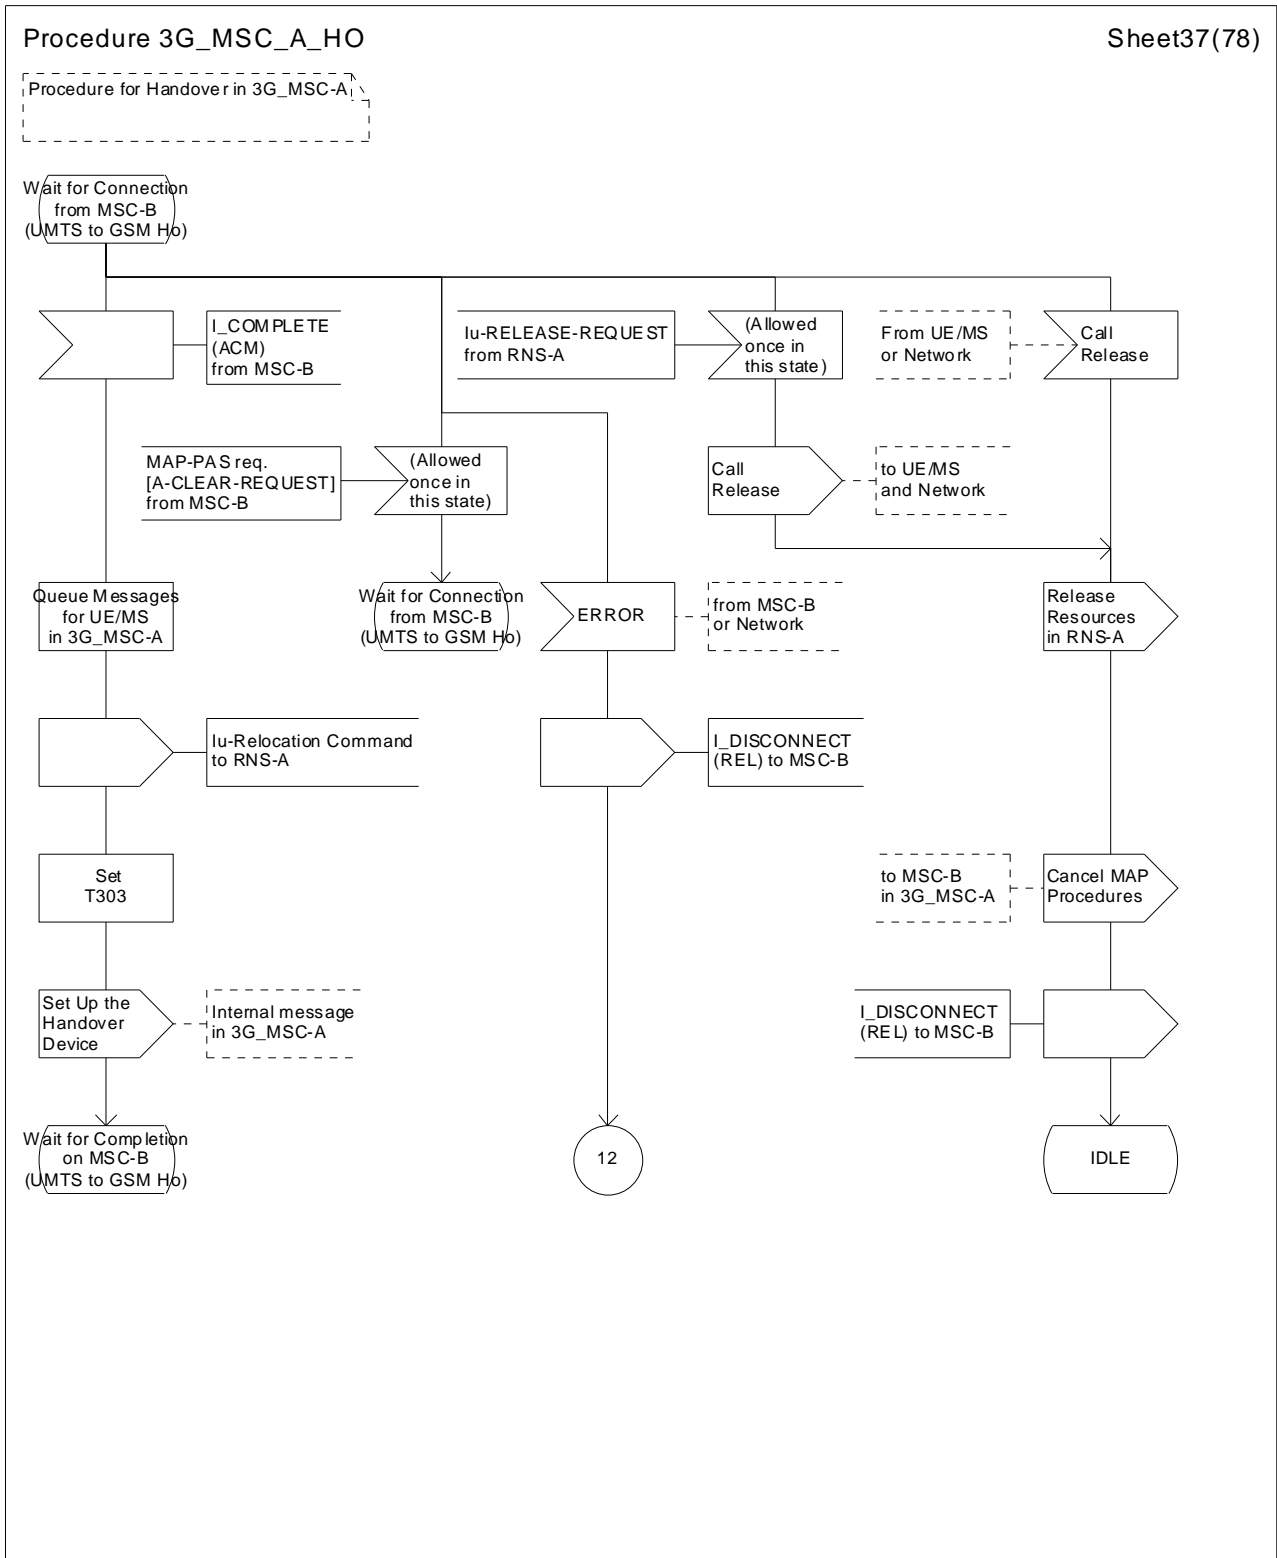 Procedure 3G_MSC_A_HO
Sheet37(78)
Procedure for Handover in 3G_MSC-A
Wait for Connection
from MSC-B
(UMTS to GSM Ho)
I_COMPLETE
(ACM)
from MSC-B
Iu-RELEASE-REQUEST
from RNS-A
(Allowed
once in
this state)
From UE/MS
or Network
Call
Release
MAP-PAS req.
[A-CLEAR-REQUEST]
from MSC-B
(Allowed
once in
this state)
Call
Release
to UE/MS
and Network
Queue Messages
for UE/MS
in 3G_MSC-A
Wait for Connection
from MSC-B
(UMTS to GSM Ho)
ERROR
from MSC-B
or Network
Release
Resources
in RNS-A
Iu-Relocation Command
to RNS-A
I_DISCONNECT
(REL) to MSC-B
Set
T303
to MSC-B
in 3G_MSC-A
Cancel MAP
Procedures
Set Up the
Handover
Device
Internal message
in 3G_MSC-A
I_DISCONNECT
(REL) to MSC-B
Wait for Completion
on MSC-B
(UMTS to GSM Ho)
12
IDLE